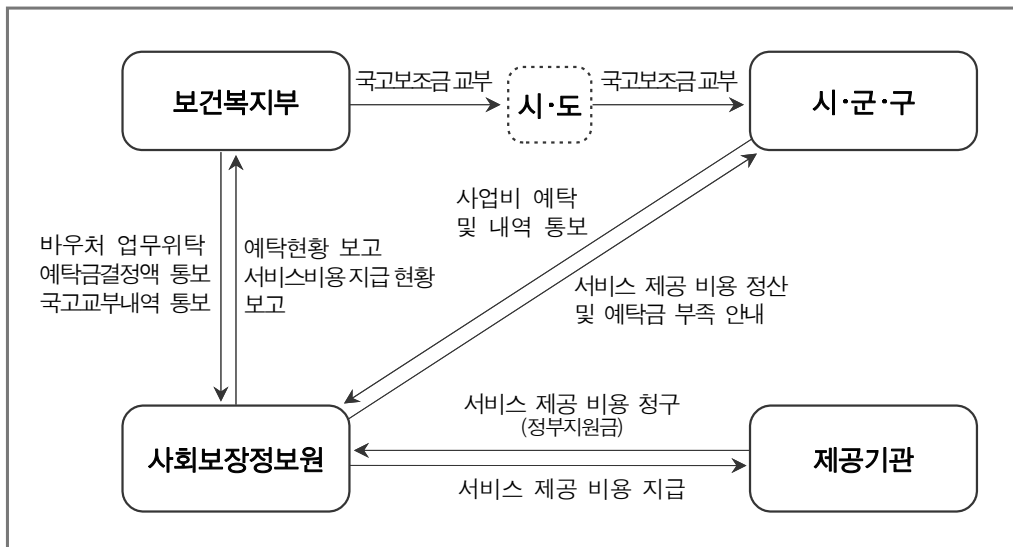 국고보조금 교부
국고보조금 교부
보건복지부
시·도
시·군·구
사업비 예탁
및 내역 통보
바우처 업무위탁
예탁금결정액 통보
국고교부내역 통보
예탁현황 보고
서비스비용 지급 현황
보고
서비스 제공 비용 정산
및 예탁금 부족 안내
서비스 제공 비용 청구
(정부지원금)
사회보장정보원
제공기관
서비스 제공 비용 지급